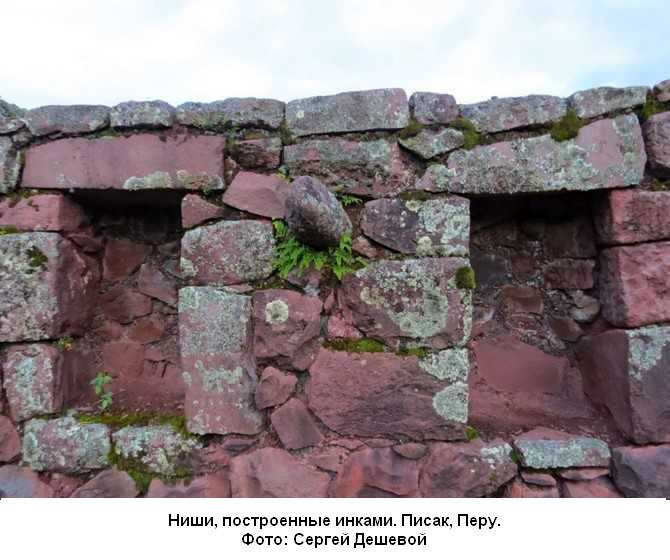 Ниши, построенные инками. Писак, Перу.
Фото: Сергей Дешевой